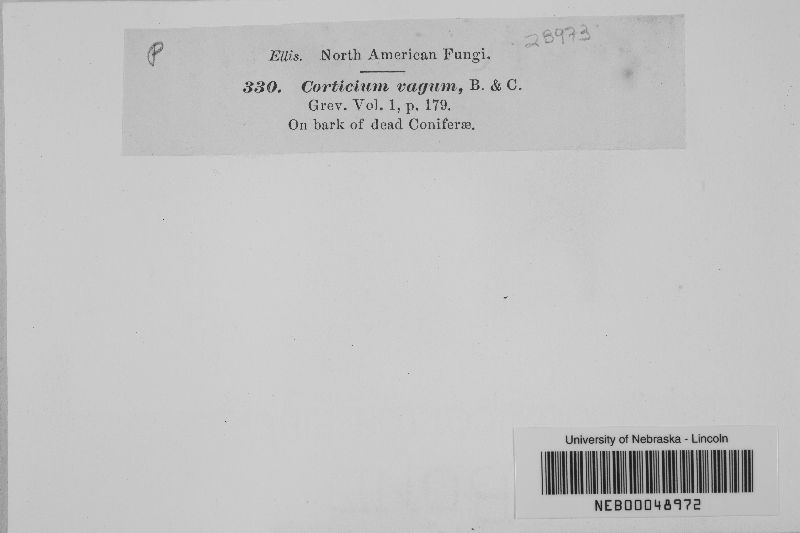 P
28973
Ellis. North American Fungi.
330. Corticium vagum, B. & C.
Grev. Vol. 1, p. 179.
On bark of dead Coniferæ.
University of Nebraska - Lincoln
NEB00048972